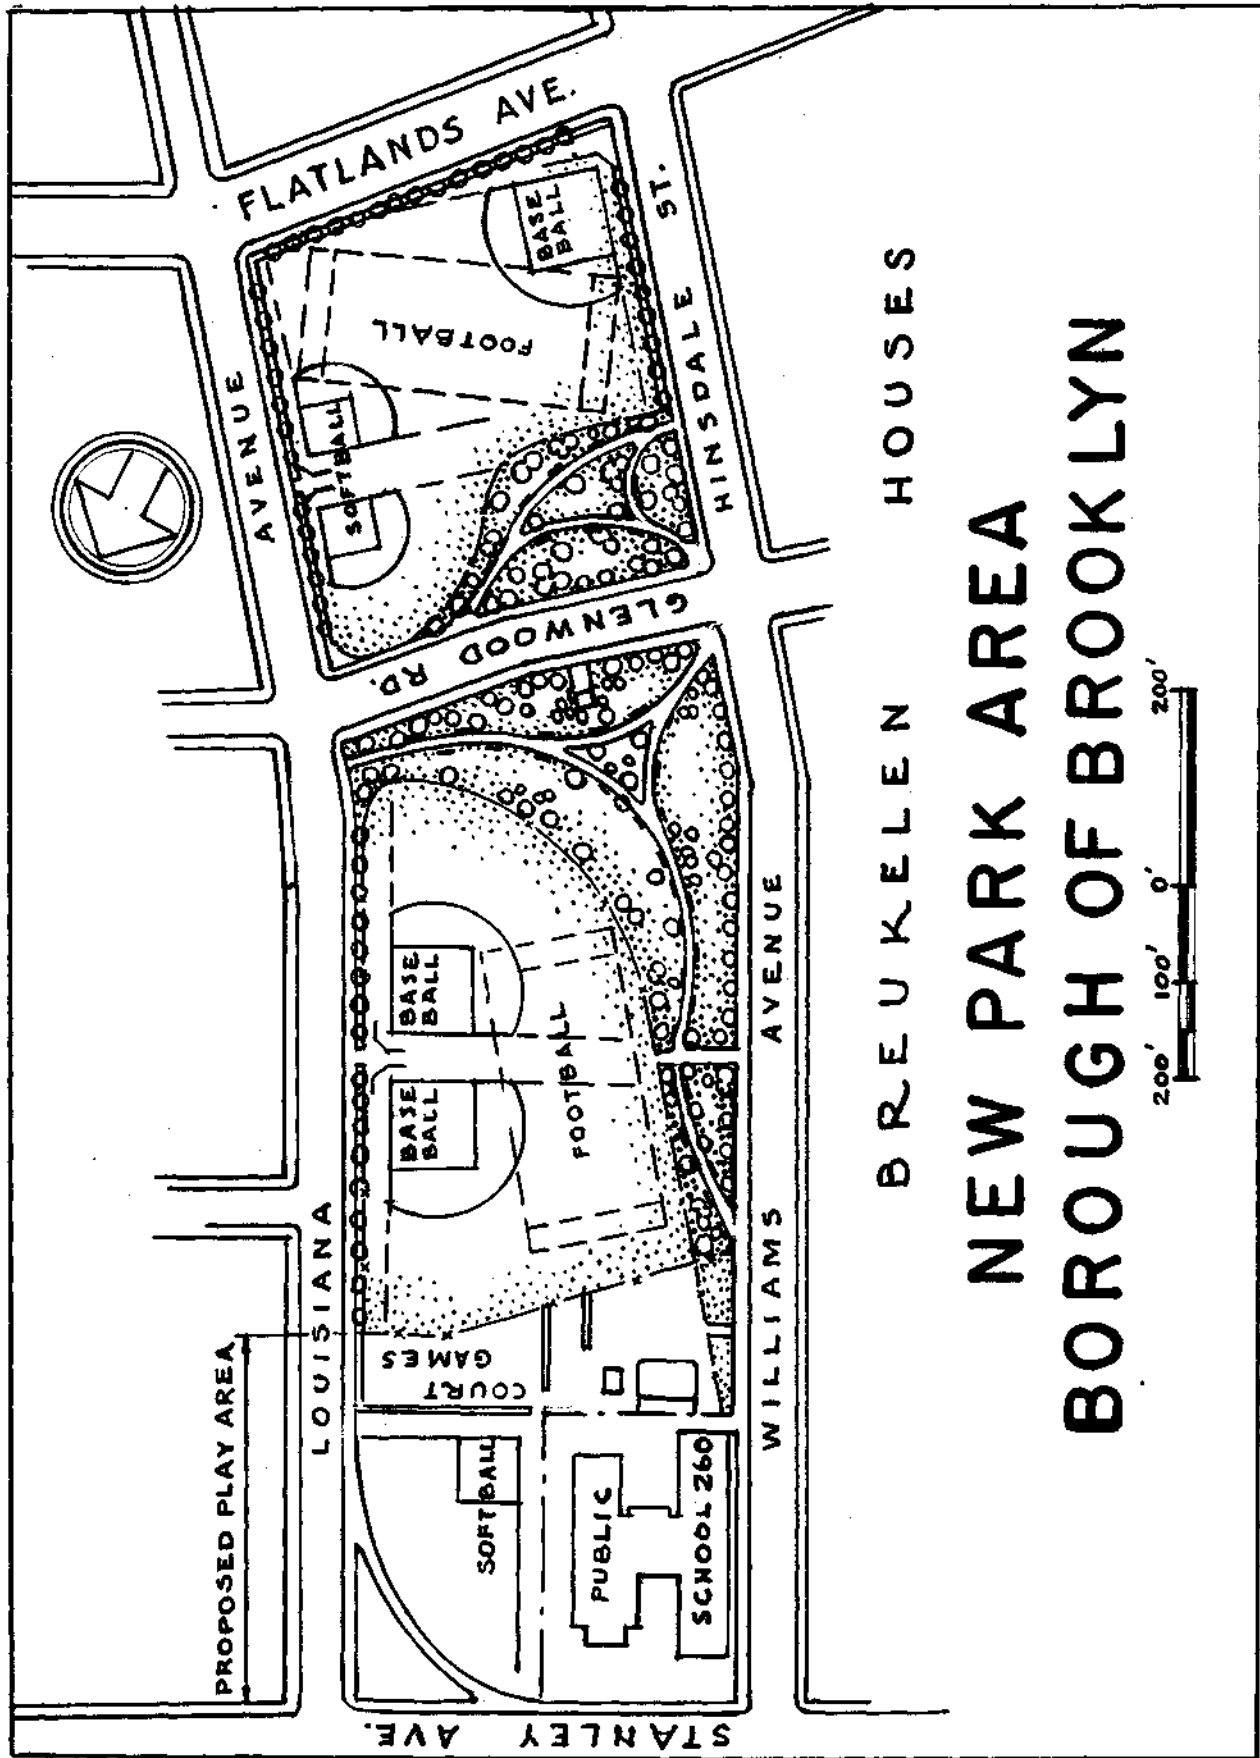 PROPOSED PLAY AREA
STANLEY AVE.
LOUISIANA
AVENUE
SOFTBALL
COURT
GAMES
PUBLIC
SCHOOL 260
BASE
BALL
BASE
BALL
FOOTBALL
GLENWOOD RD.
SOFTBALL
FOOTBALL
BASE
BALL
FLATLANDS AVE.
WILLIAMS AVENUE
HINSDALE ST.
BREUKELEN HOUSES
NEW PARK AREA
BOROUGH OF BROOKLYN
200' 100' 0' 200'